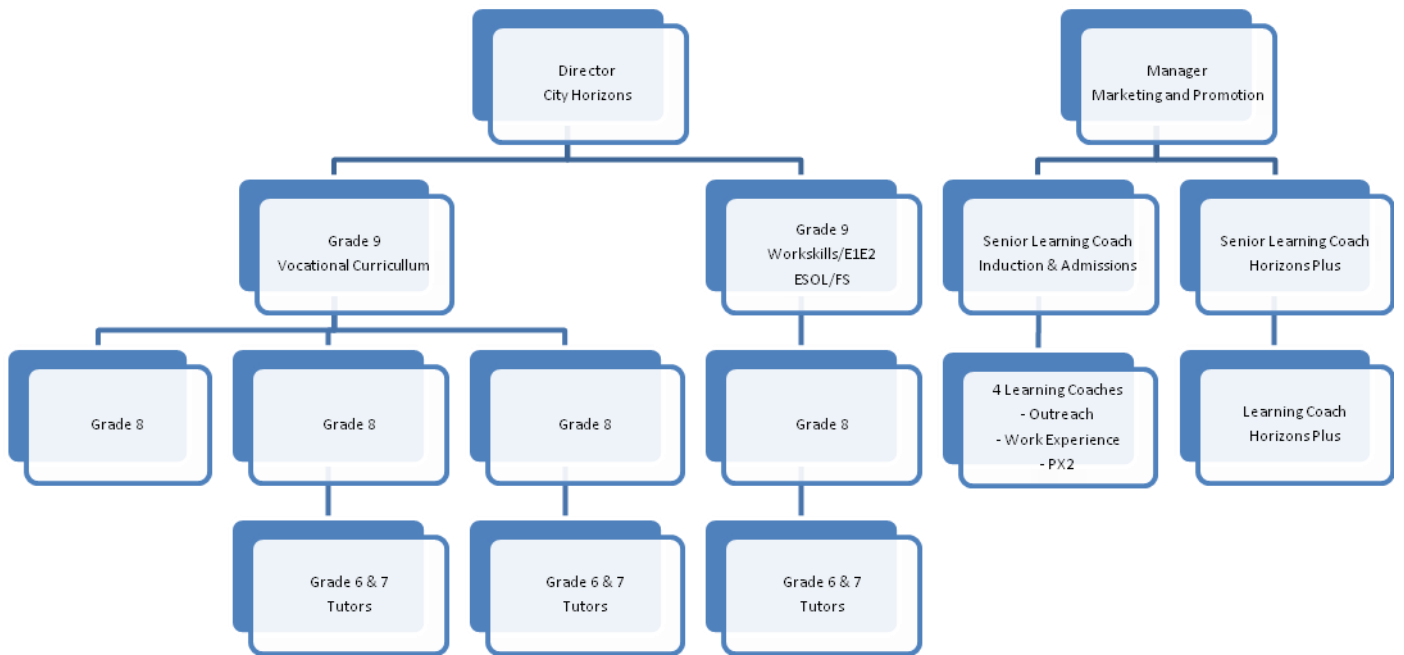 Director
City Horizons
Manager
Marketing and Promotion
Grade 9
Vocational Curricullum
Grade 9
Workskills/E1E2
ESOL/FS
Senior Learning Coach
Induction & Admissions
Senior Learning Coach
Horizons Plus
Grade 8
Grade 8
Grade 8
Grade 8
4 Learning Coaches
- Outreach
- Work Experience
- PX2
Learning Coach
Horizons Plus
Grade 6 & 7
Tutors
Grade 6 & 7
Tutors
Grade 6 & 7
Tutors